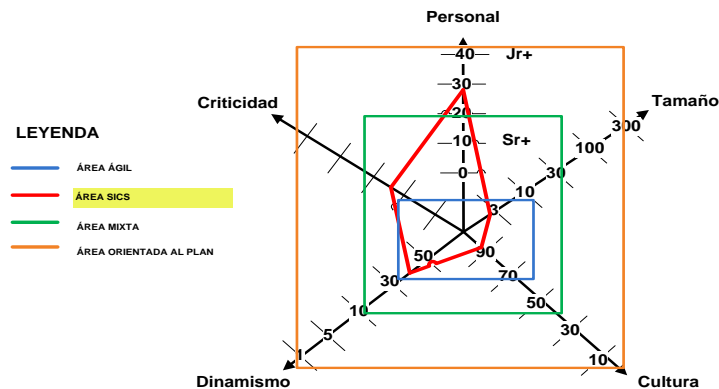 Personal
40
Jr+
30
Criticidad
Tamaño
20
300
LEYENDA
Sr+
100
10
30
ÁREA ÁGIL
0
10
ÁREA SICS
3
ÁREA MIXTA
50
90
ÁREA ORIENTADA AL PLAN
30
70
10
50
5
30
1
10
Dinamismo
Cultura